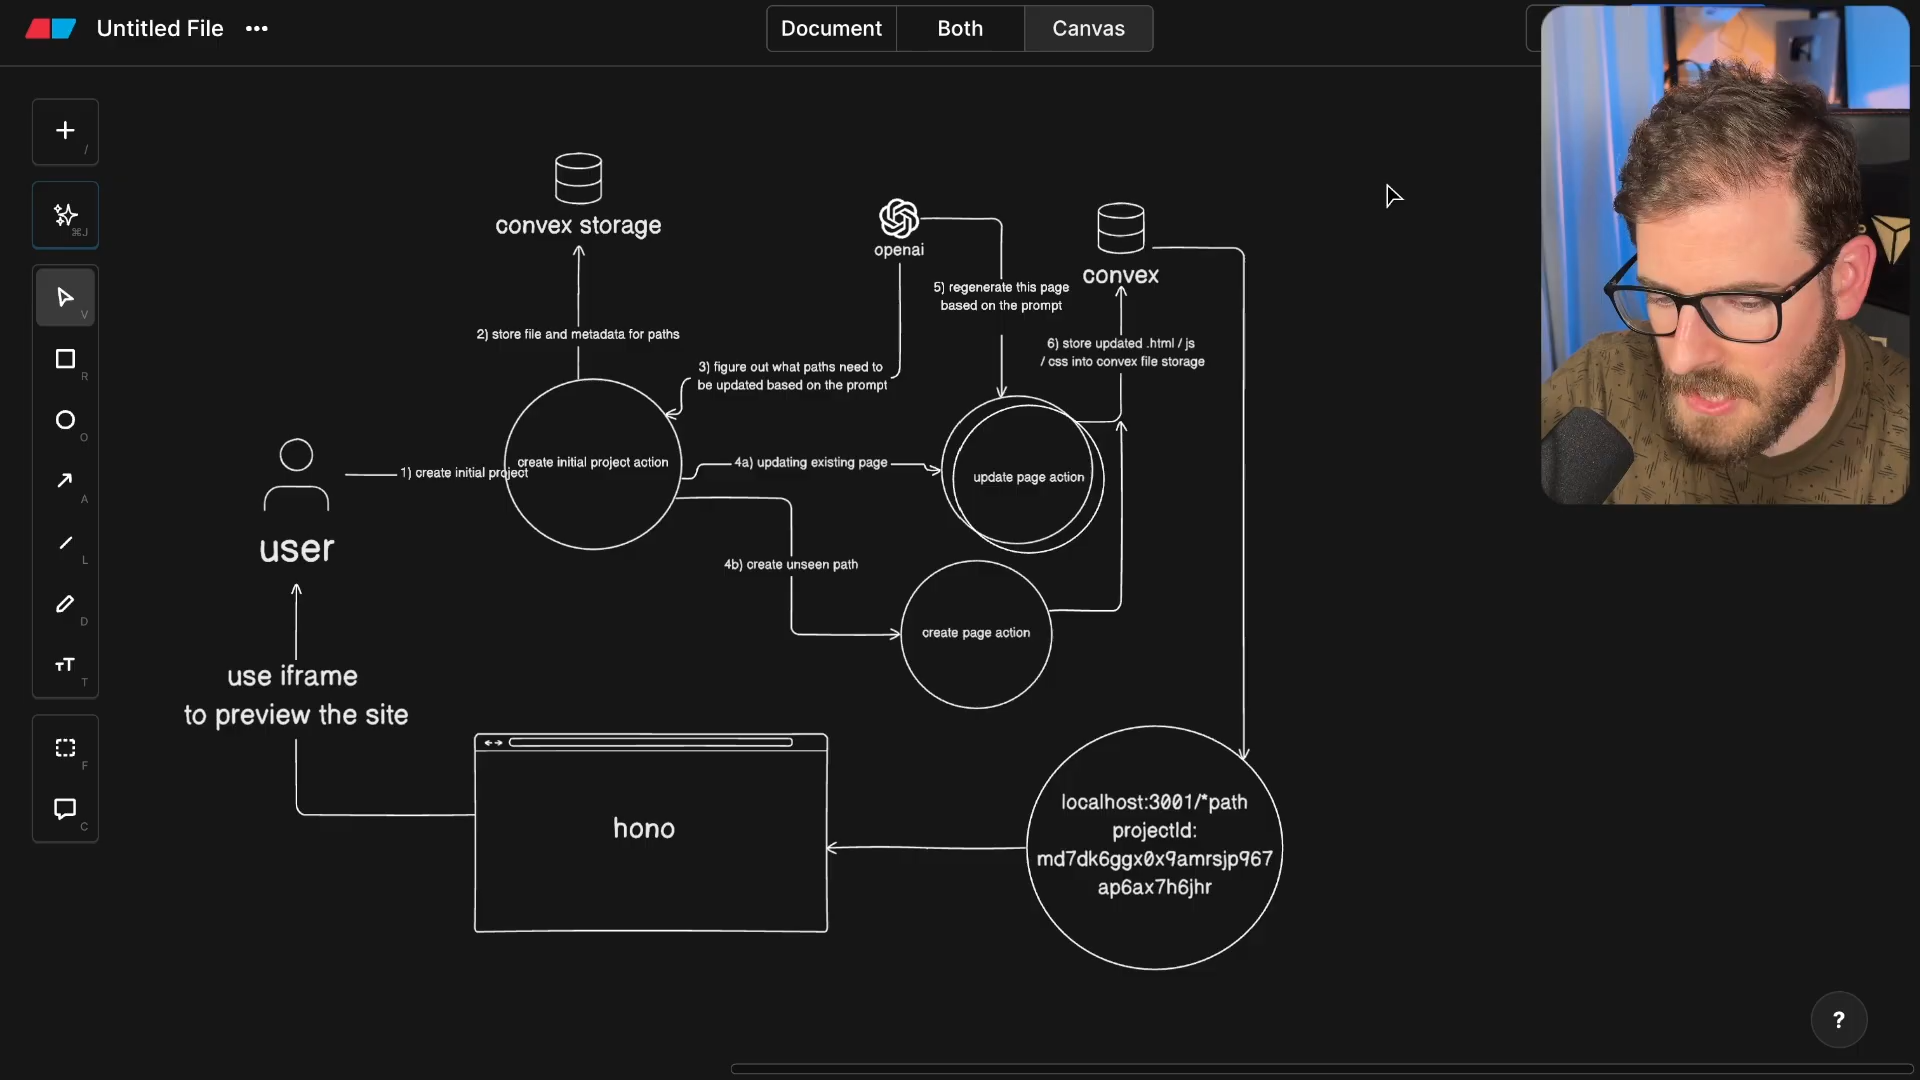 Untitled File
Document
Both
Canvas
/
⌘J
V
R
O
A
L
D
T
F
C
convex storage
openai
convex
5) regenerate this page
based on the prompt
2) store file and metadata for paths
6) store updated .html / js
/ css into convex file storage
3) figure out what paths need to
be updated based on the prompt
1) create initial project
create initial project action
4a) updating existing page
update page action
user
4b) create unseen path
create page action
use iframe
to preview the site
hono
localhost:3001/*path
projectId:
md7dk6ggx0x9amrsjp967
ap6ax7h6jhr
?